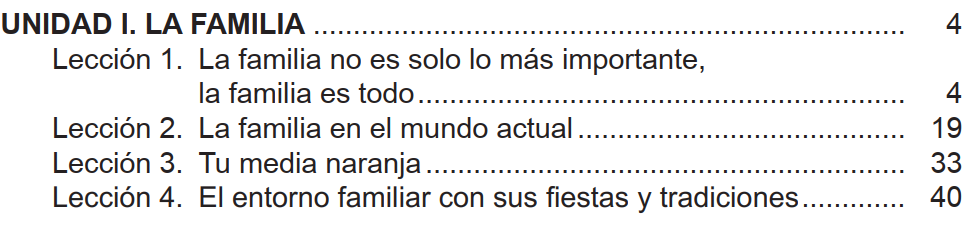 UNIDAD I. LA FAMILIA .......................................................................... 4
Lección 1. La familia no es solo lo más importante,
la familia es todo ............................................................. 4
Lección 2. La familia en el mundo actual ......................................... 19
Lección 3. Tu media naranja ............................................................ 33
Lección 4. El entorno familiar con sus fiestas y tradiciones ............. 40